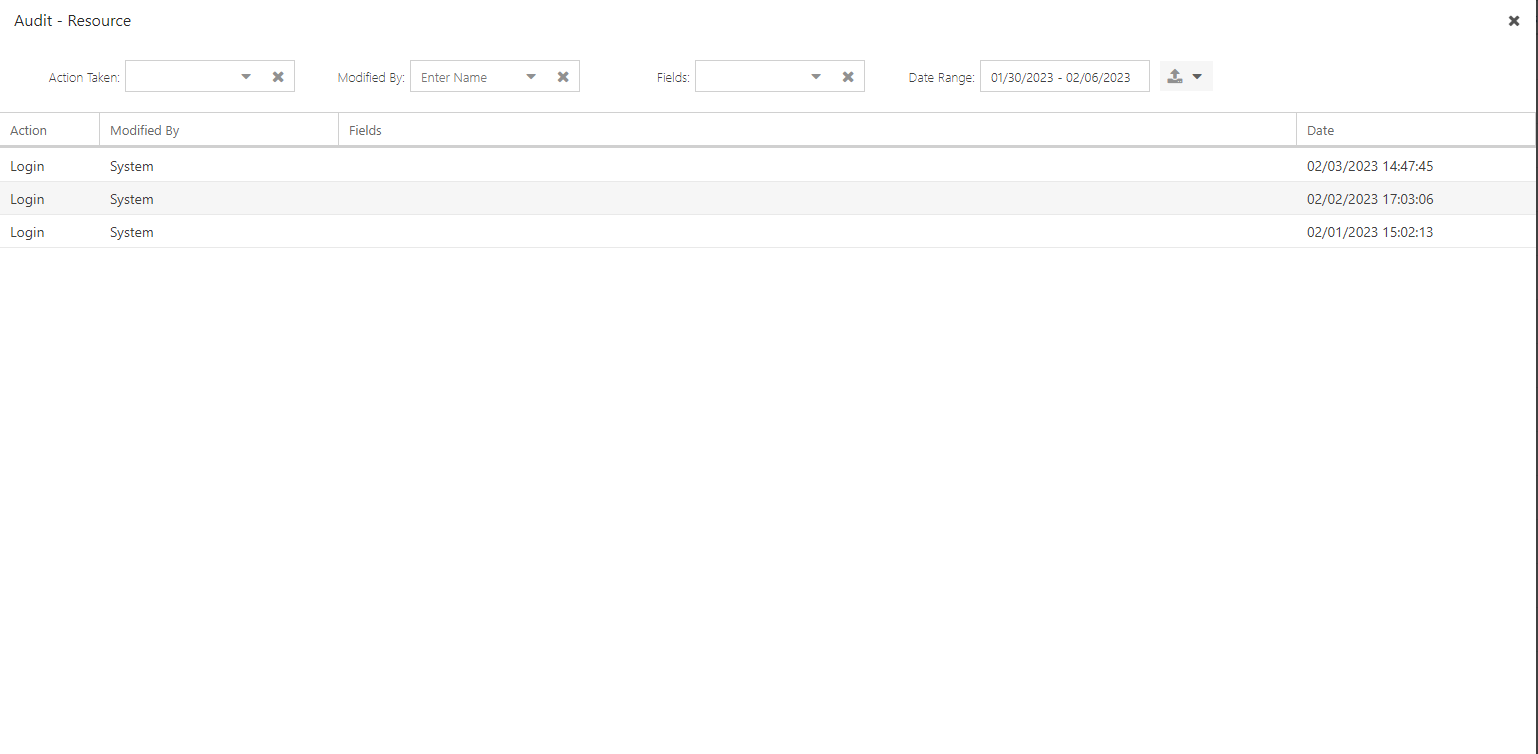 Audit - Resource
Action Taken: Modified By: Enter Name Fields: Date Range: 01/30/2023 - 02/06/2023
Action Modified By Fields Date
Login System 02/03/2023 14:47:45
Login System 02/02/2023 17:03:06
Login System 02/01/2023 15:02:13